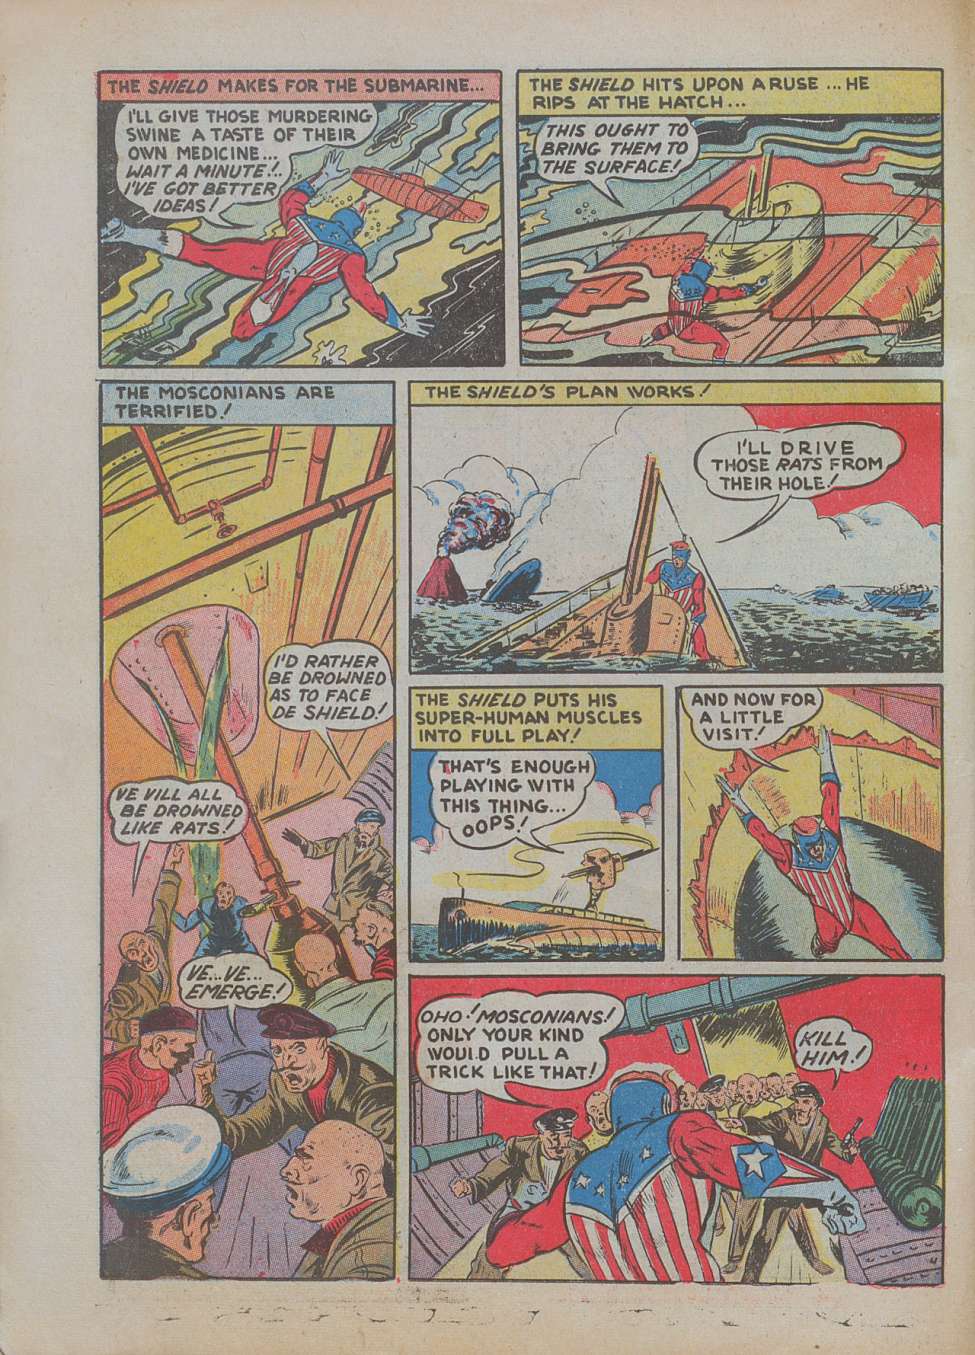 THE SHIELD MAKES FOR THE SUBMARINE...
I'LL GIVE THOSE MURDERING
SWINE A TASTE OF THEIR
OWN MEDICINE...
WAIT A MINUTE!!
I'VE GOT BETTER
IDEAS!
THE SHIELD HITS UPON A RUSE ... HE
RIPS AT THE HATCH...
THIS OUGHT TO
BRING THEM TO
THE SURFACE!
THE MOSCONIANS ARE
TERRIFIED!
I'D RATHER
BE DROWNED
AS TO FACE
DE SHIELD!
VE VILL ALL
BE DROWNED
LIKE RATS!
VE...VE...
EMERGE!
THE SHIELD'S PLAN WORKS!
I'LL DRIVE
THOSE RATS FROM
THEIR HOLE!
THE SHIELD PUTS HIS
SUPER-HUMAN MUSCLES
INTO FULL PLAY!
THAT'S ENOUGH
PLAYING WITH
THIS THING...
OOPS!
AND NOW FOR
A LITTLE
VISIT!
OHO! MOSCONIANS!
ONLY YOUR KIND
WOULD PULL A
TRICK LIKE THAT!
KILL
HIM!